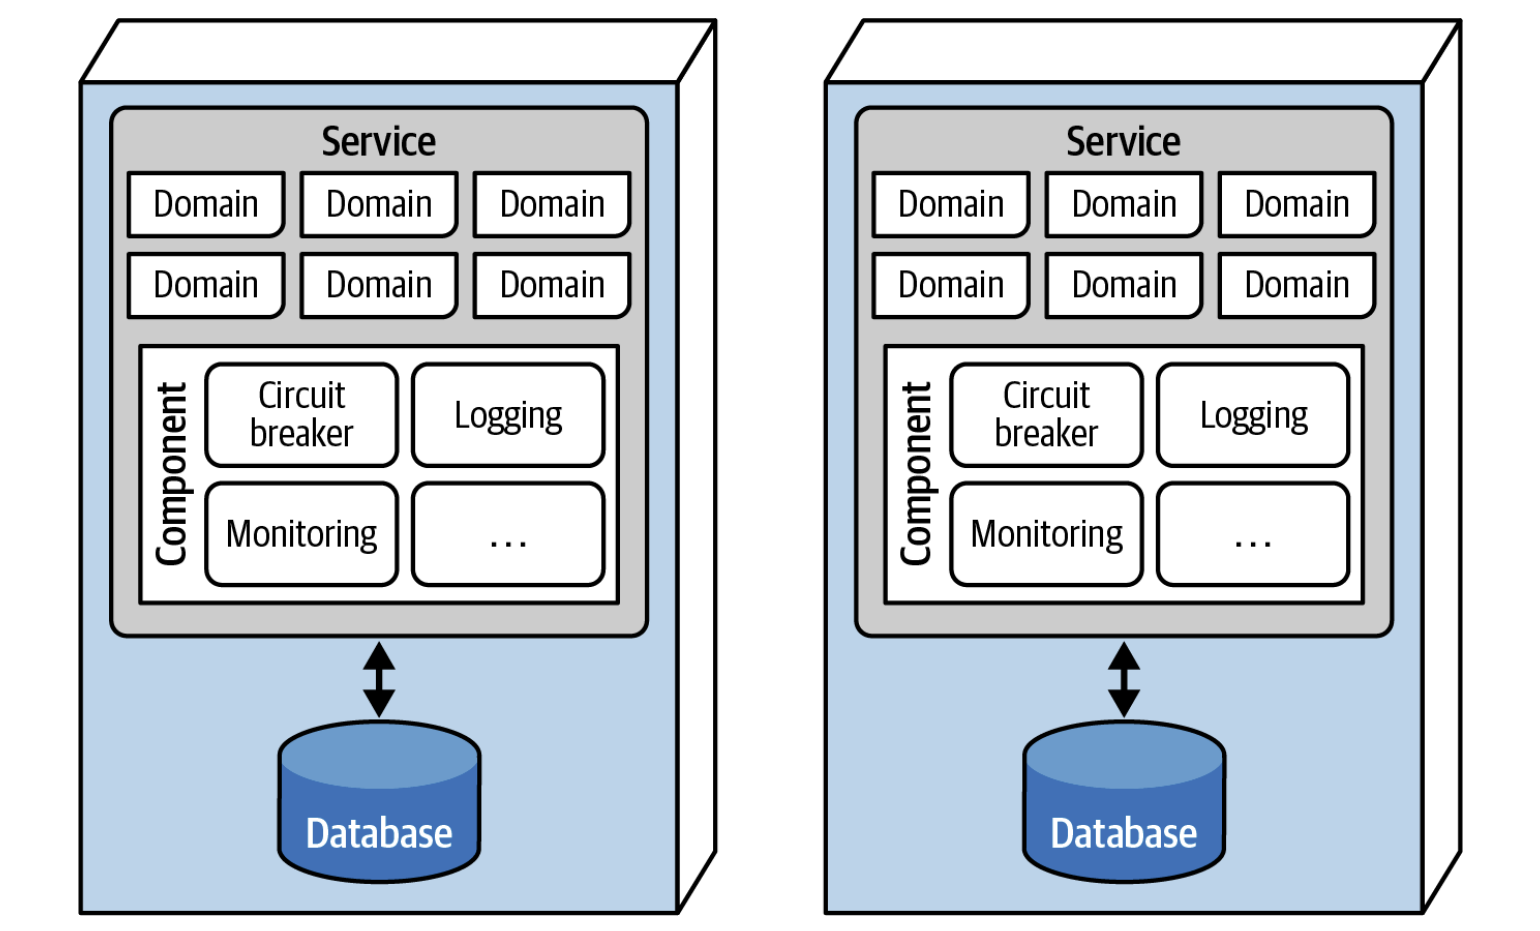 Service
Domain Domain Domain
Domain Domain Domain
Component
Circuit
breaker
Logging
Monitoring
...
Database
Service
Domain Domain Domain
Domain Domain Domain
Component
Circuit
breaker
Logging
Monitoring
...
Database